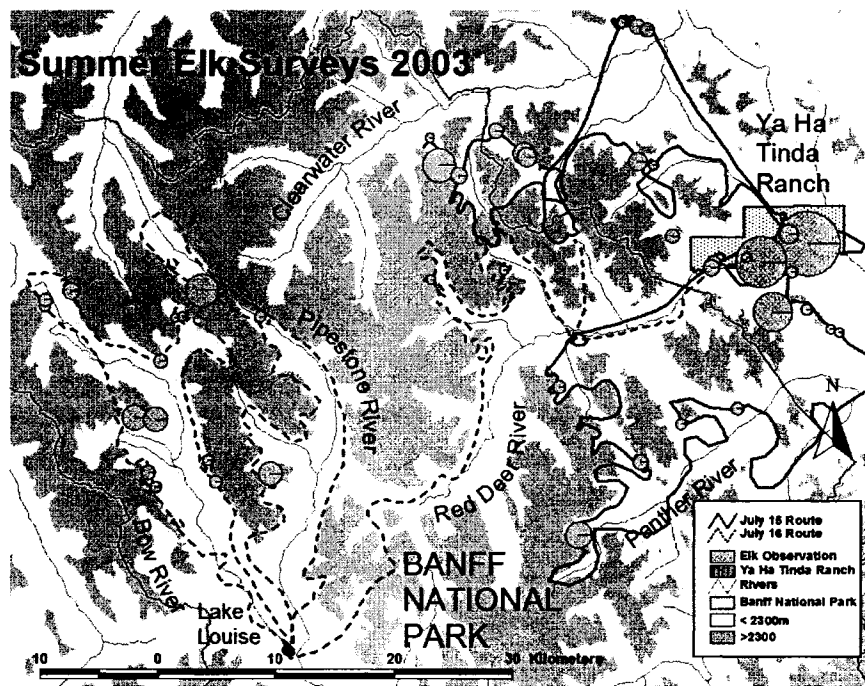 Summer Elk Surveys 2003
Clearwater River
Ya Ha
Tinda
Ranch
Pipestone River
Red Deer River
Panther River
Bow River
BANFF
NATIONAL
PARK
Lake
Louise
N
10 0 10 20 30 Kilometers
July 15 Route
July 16 Route
Elk Observation
Ya Ha Tinda Ranch
Rivers
Banff National Park
< 2300m
>2300